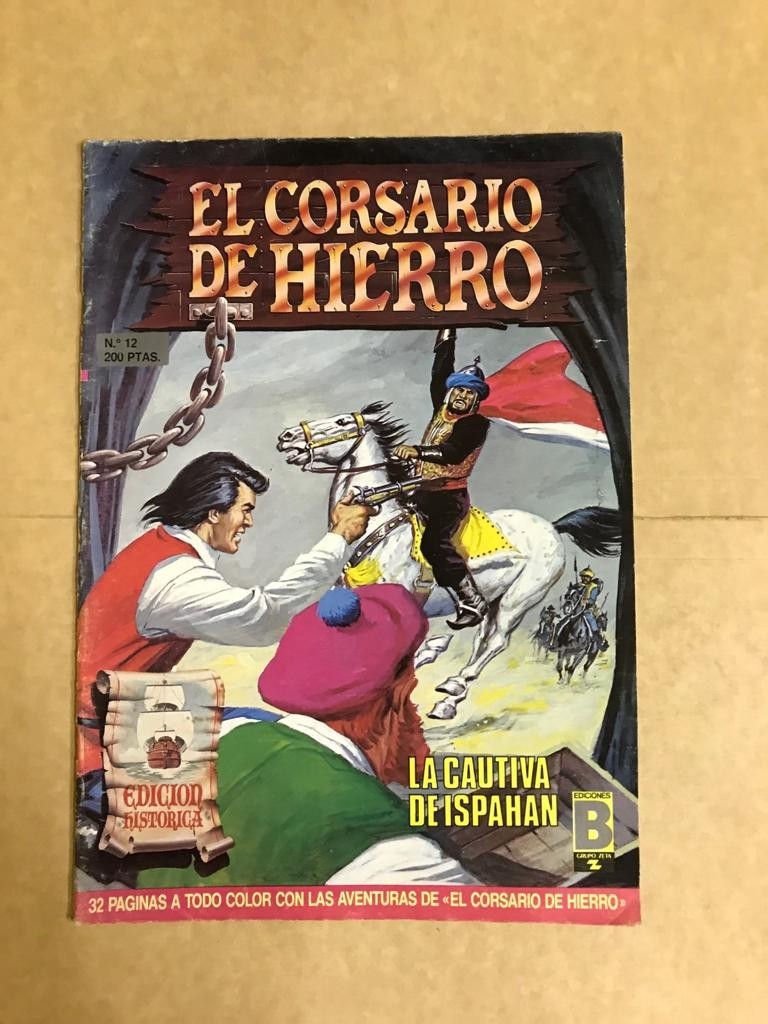 EL CORSARIO
DE HIERRO
N.º 12
200 PTAS.
EDICION
HISTORICA
LA CAUTIVA
DE ISPAHAN
EDICIONES
B
GRUPO ZETA
Z
32 PAGINAS A TODO COLOR CON LAS AVENTURAS DE «EL CORSARIO DE HIERRO»